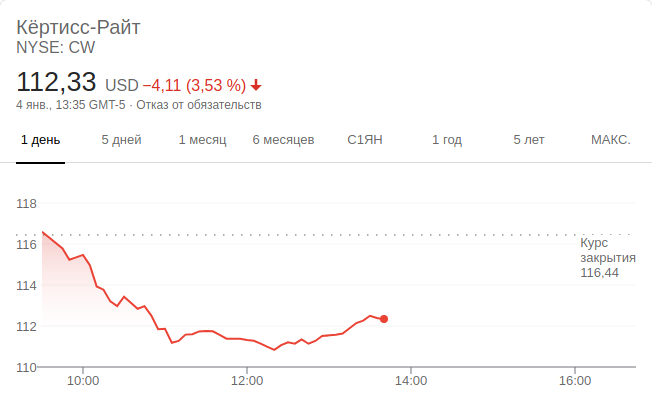 Кёртисс-Райт
NYSE: CW
112,33 USD −4,11 (3,53 %)
4 янв., 13:35 GMT-5 · Отказ от обязательств
1 день 5 дней 1 месяц 6 месяцев С1ЯН 1 год 5 лет МАКС.
118
116
114
112
110
Курс
закрытия
116,44
10:00 12:00 14:00 16:00